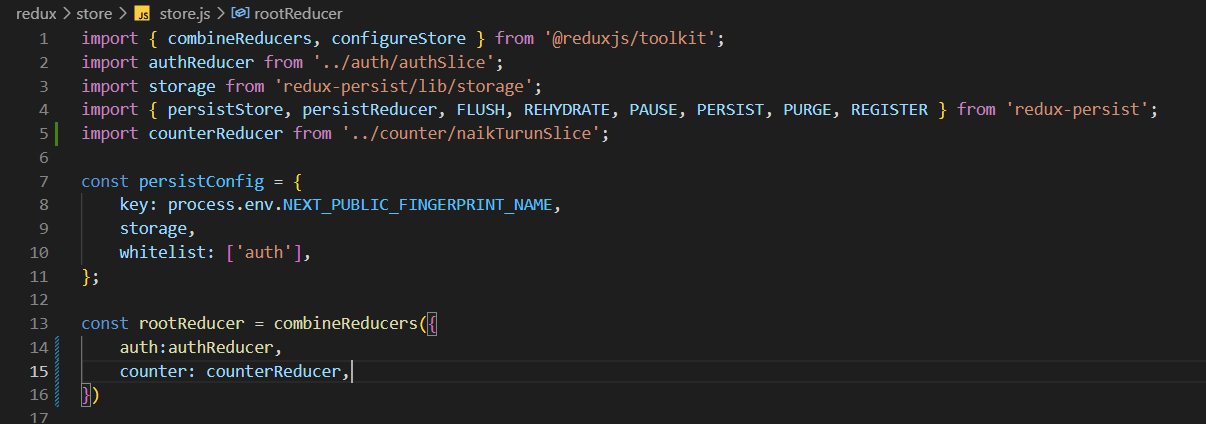 redux > store > JS store.js > rootReducer
1 import { combineReducers, configureStore } from '@reduxjs/toolkit';
2 import authReducer from '../auth/authSlice';
3 import storage from 'redux-persist/lib/storage';
4 import { persistStore, persistReducer, FLUSH, REHYDRATE, PAUSE, PERSIST, PURGE, REGISTER } from 'redux-persist';
5 import counterReducer from '../counter/naikTurunSlice';
6
7 const persistConfig = {
8 key: process.env.NEXT_PUBLIC_FINGERPRINT_NAME,
9 storage,
10 whitelist: ['auth'],
11 };
12
13 const rootReducer = combineReducers({
14 auth:authReducer,
15 counter: counterReducer,
16 })
17